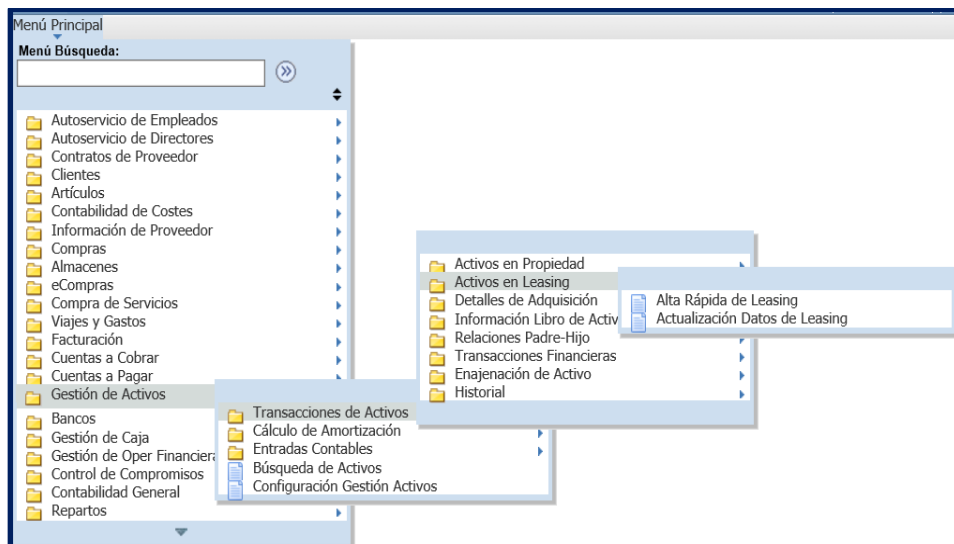 Menú Principal
Menú Búsqueda:
Autoservicio de Empleados
Autoservicio de Directores
Contratos de Proveedor
Clientes
Artículos
Contabilidad de Costes
Información de Proveedor
Compras
Almacenes
eCompras
Compra de Servicios
Viajes y Gastos
Facturación
Cuentas a Cobrar
Cuentas a Pagar
Gestión de Activos
Bancos
Gestión de Caja
Gestión de Oper Financiera
Control de Compromisos
Contabilidad General
Repartos
Transacciones de Activos
Cálculo de Amortización
Entradas Contables
Búsqueda de Activos
Configuración Gestión Activos
Activos en Propiedad
Activos en Leasing
Detalles de Adquisición
Información Libro de Activ
Relaciones Padre-Hijo
Transacciones Financieras
Enajenación de Activo
Historial
Alta Rápida de Leasing
Actualización Datos de Leasing